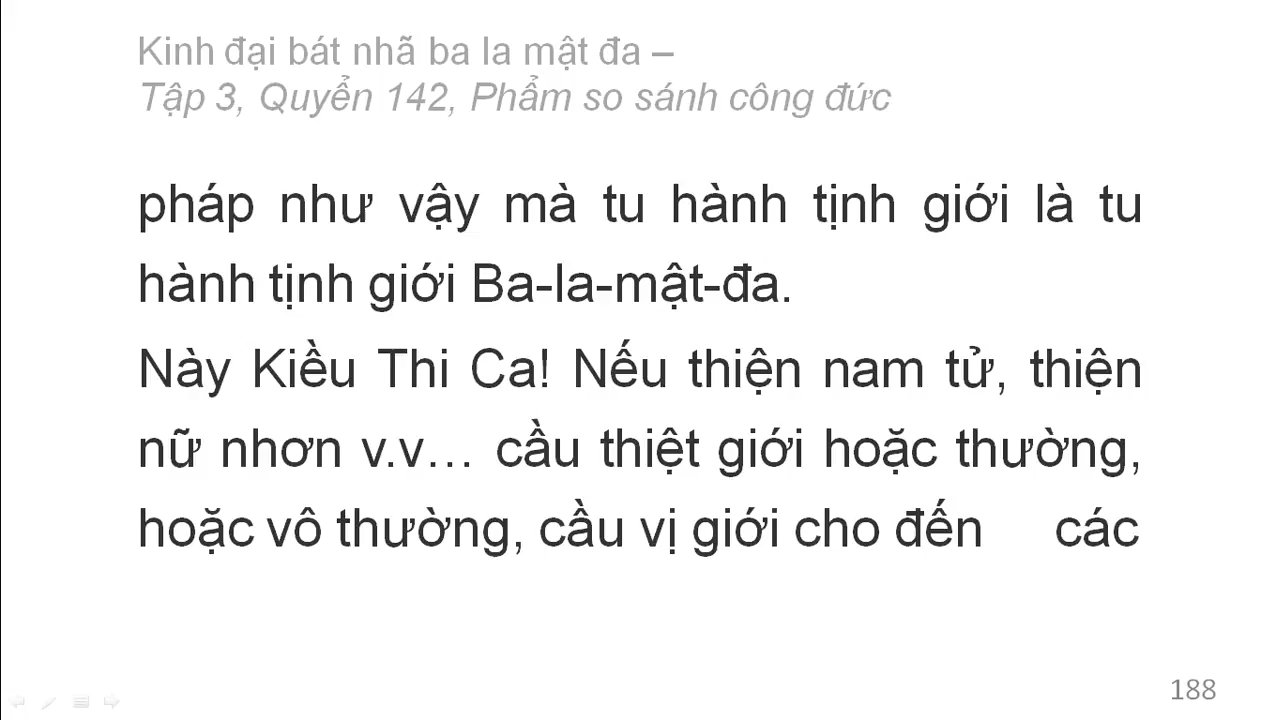 Kinh đại bát nhã ba la mật đa –
Tập 3, Quyển 142, Phẩm so sánh công đức
pháp như vậy mà tu hành tịnh giới là tu
hành tịnh giới Ba-la-mật-đa.
Này Kiều Thi Ca! Nếu thiện nam tử, thiện
nữ nhơn v.v… cầu thiệt giới hoặc thường,
hoặc vô thường, cầu vị giới cho đến các
188